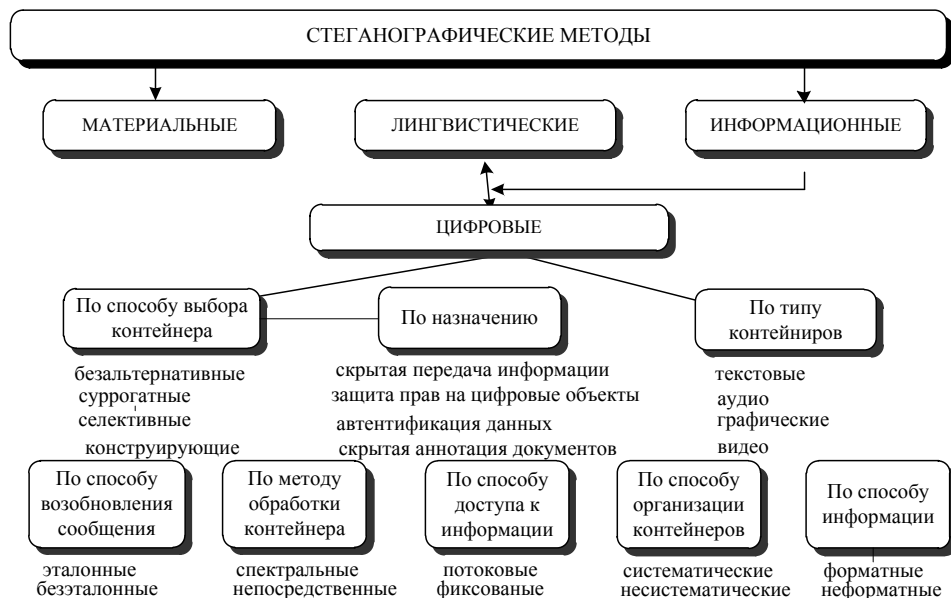 СТЕГАНОГРАФИЧЕСКИЕ МЕТОДЫ
МАТЕРИАЛЬНЫЕ
ЛИНГВИСТИЧЕСКИЕ
ИНФОРМАЦИОННЫЕ
ЦИФРОВЫЕ
По способу выбора
контейнера
По назначению
По типу
контейниров
безальтернативные
суррогатные
селективные
конструирующие
скрытая передача информации
защита прав на цифровые объекты
автентификация данных
скрытая аннотация документов
текстовые
аудио
графические
видео
По способу
возобновления
сообщения
По методу
обработки
контейнера
По способу
доступа к
информации
По способу
организации
контейнеров
По способу
информации
эталонные
безэталонные
спектральные
непосредственные
потоковые
фиксованые
систематические
несистематические
форматные
неформатные